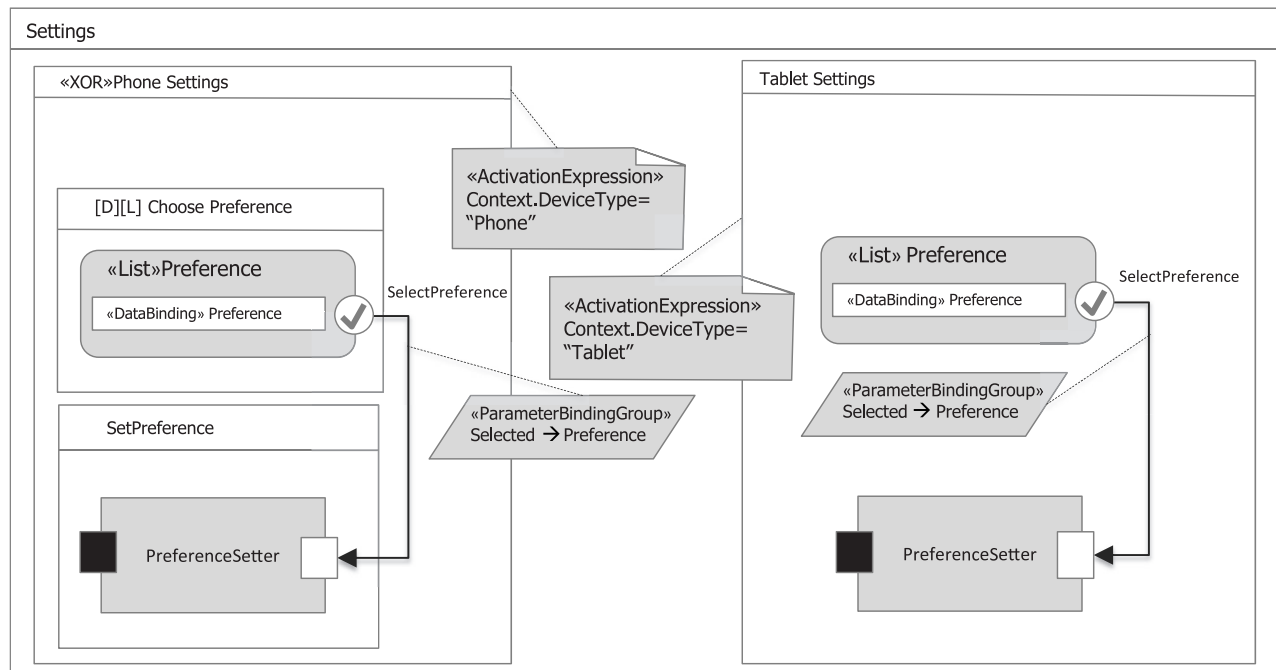 Settings
«XOR»Phone Settings
[D][L] Choose Preference
«List»Preference
«DataBinding» Preference
SelectPreference
SetPreference
PreferenceSetter
«ActivationExpression»
Context.DeviceType=
“Phone”
«ActivationExpression»
Context.DeviceType=
“Tablet”
«ParameterBindingGroup»
Selected → Preference
Tablet Settings
«List» Preference
«DataBinding» Preference
SelectPreference
«ParameterBindingGroup»
Selected → Preference
PreferenceSetter